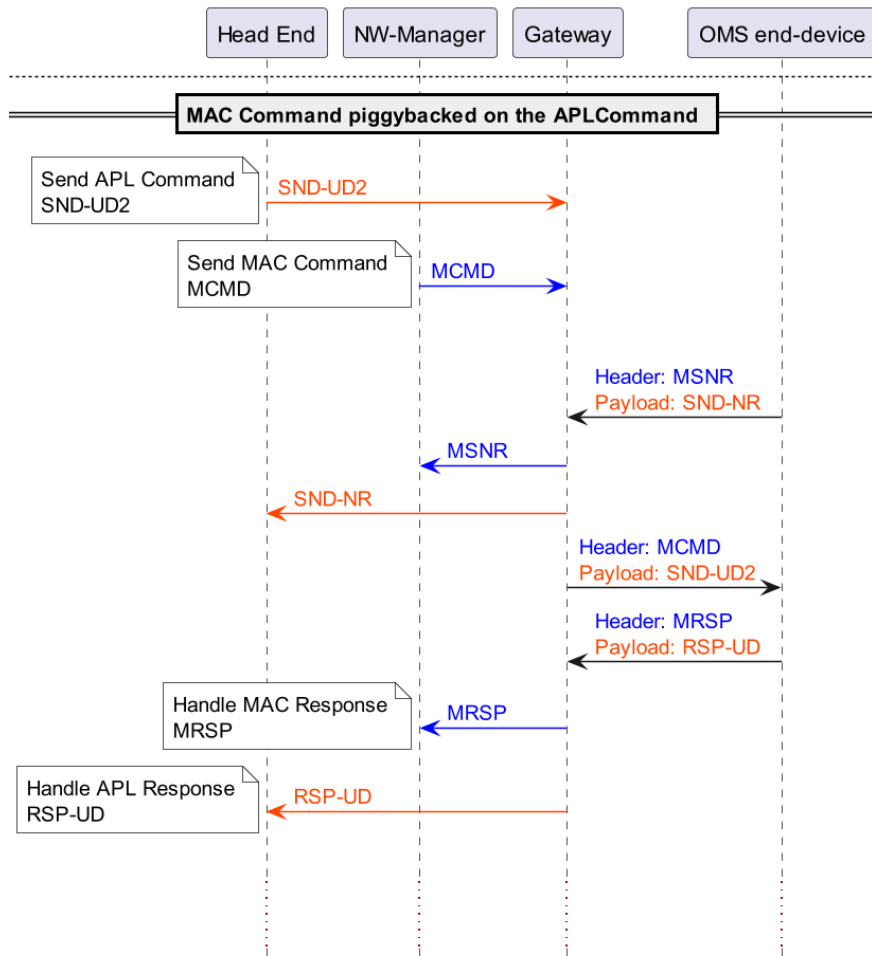 Head End
NW-Manager
Gateway
OMS end-device
MAC Command piggybacked on the APLCommand
Send APL Command
SND-UD2
SND-UD2
Send MAC Command
MCMD
MCMD
Header: MSNR
Payload: SND-NR
MSNR
SND-NR
Header: MCMD
Payload: SND-UD2
Header: MRSP
Payload: RSP-UD
Handle MAC Response
MRSP
MRSP
Handle APL Response
RSP-UD
RSP-UD